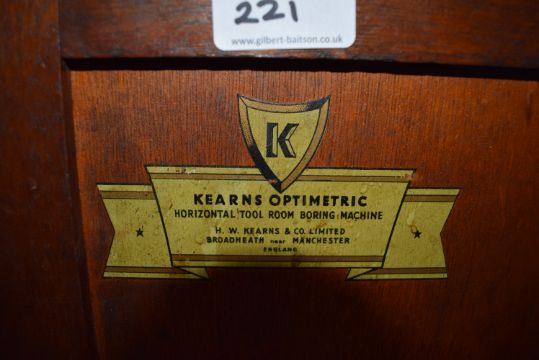 221
www.gilbert-baitson.co.uk
K
KEARNS OPTIMETRIC
HORIZONTAL TOOL ROOM BORING MACHINE
H. W. KEARNS & CO. LIMITED
BROADHEATH near MANCHESTER
ENGLAND